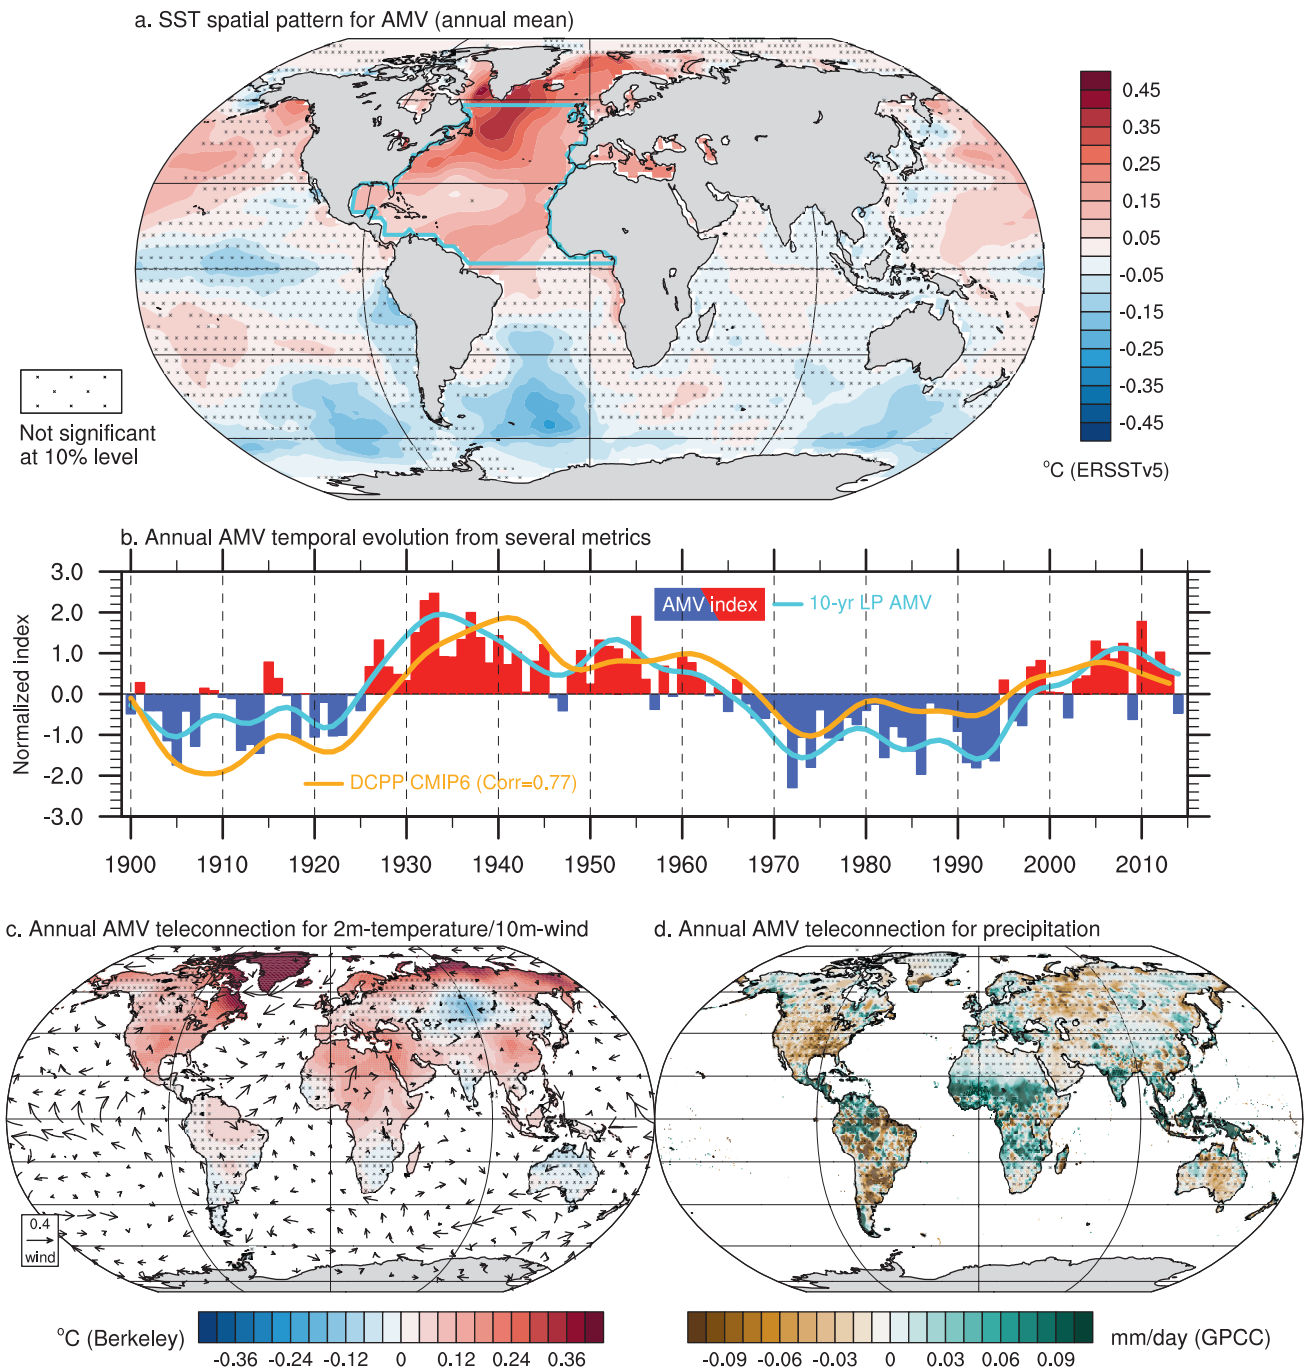 a. SST spatial pattern for AMV (annual mean)
0.45
0.35
0.25
0.15
0.05
-0.05
-0.15
-0.25
-0.35
-0.45
°C (ERSSTv5)
Not significant
at 10% level
b. Annual AMV temporal evolution from several metrics
Normalized index
3.0
2.0
1.0
0.0
-1.0
-2.0
-3.0
AMV index
10-yr LP AMV
DCPP CMIP6 (Corr=0.77)
1900 1910 1920 1930 1940 1950 1960 1970 1980 1990 2000 2010
c. Annual AMV teleconnection for 2m-temperature/10m-wind
0.4
wind
°C (Berkeley)
-0.36 -0.24 -0.12 0 0.12 0.24 0.36
d. Annual AMV teleconnection for precipitation
mm/day (GPCC)
-0.09 -0.06 -0.03 0 0.03 0.06 0.09